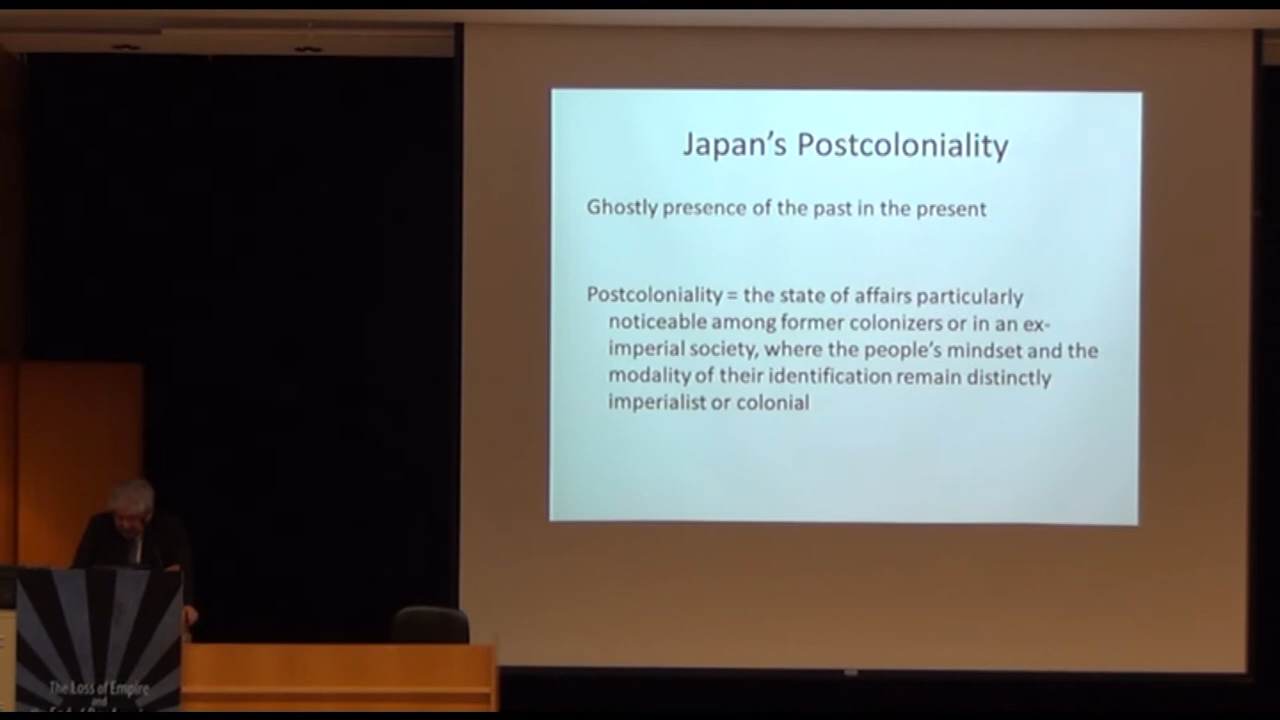 Japan's Postcoloniality
Ghostly presence of the past in the present
Postcoloniality = the state of affairs particularly
noticeable among former colonizers or in an ex-
imperial society, where the people's mindset and the
modality of their identification remain distinctly
imperialist or colonial
The Loss of Empire
and